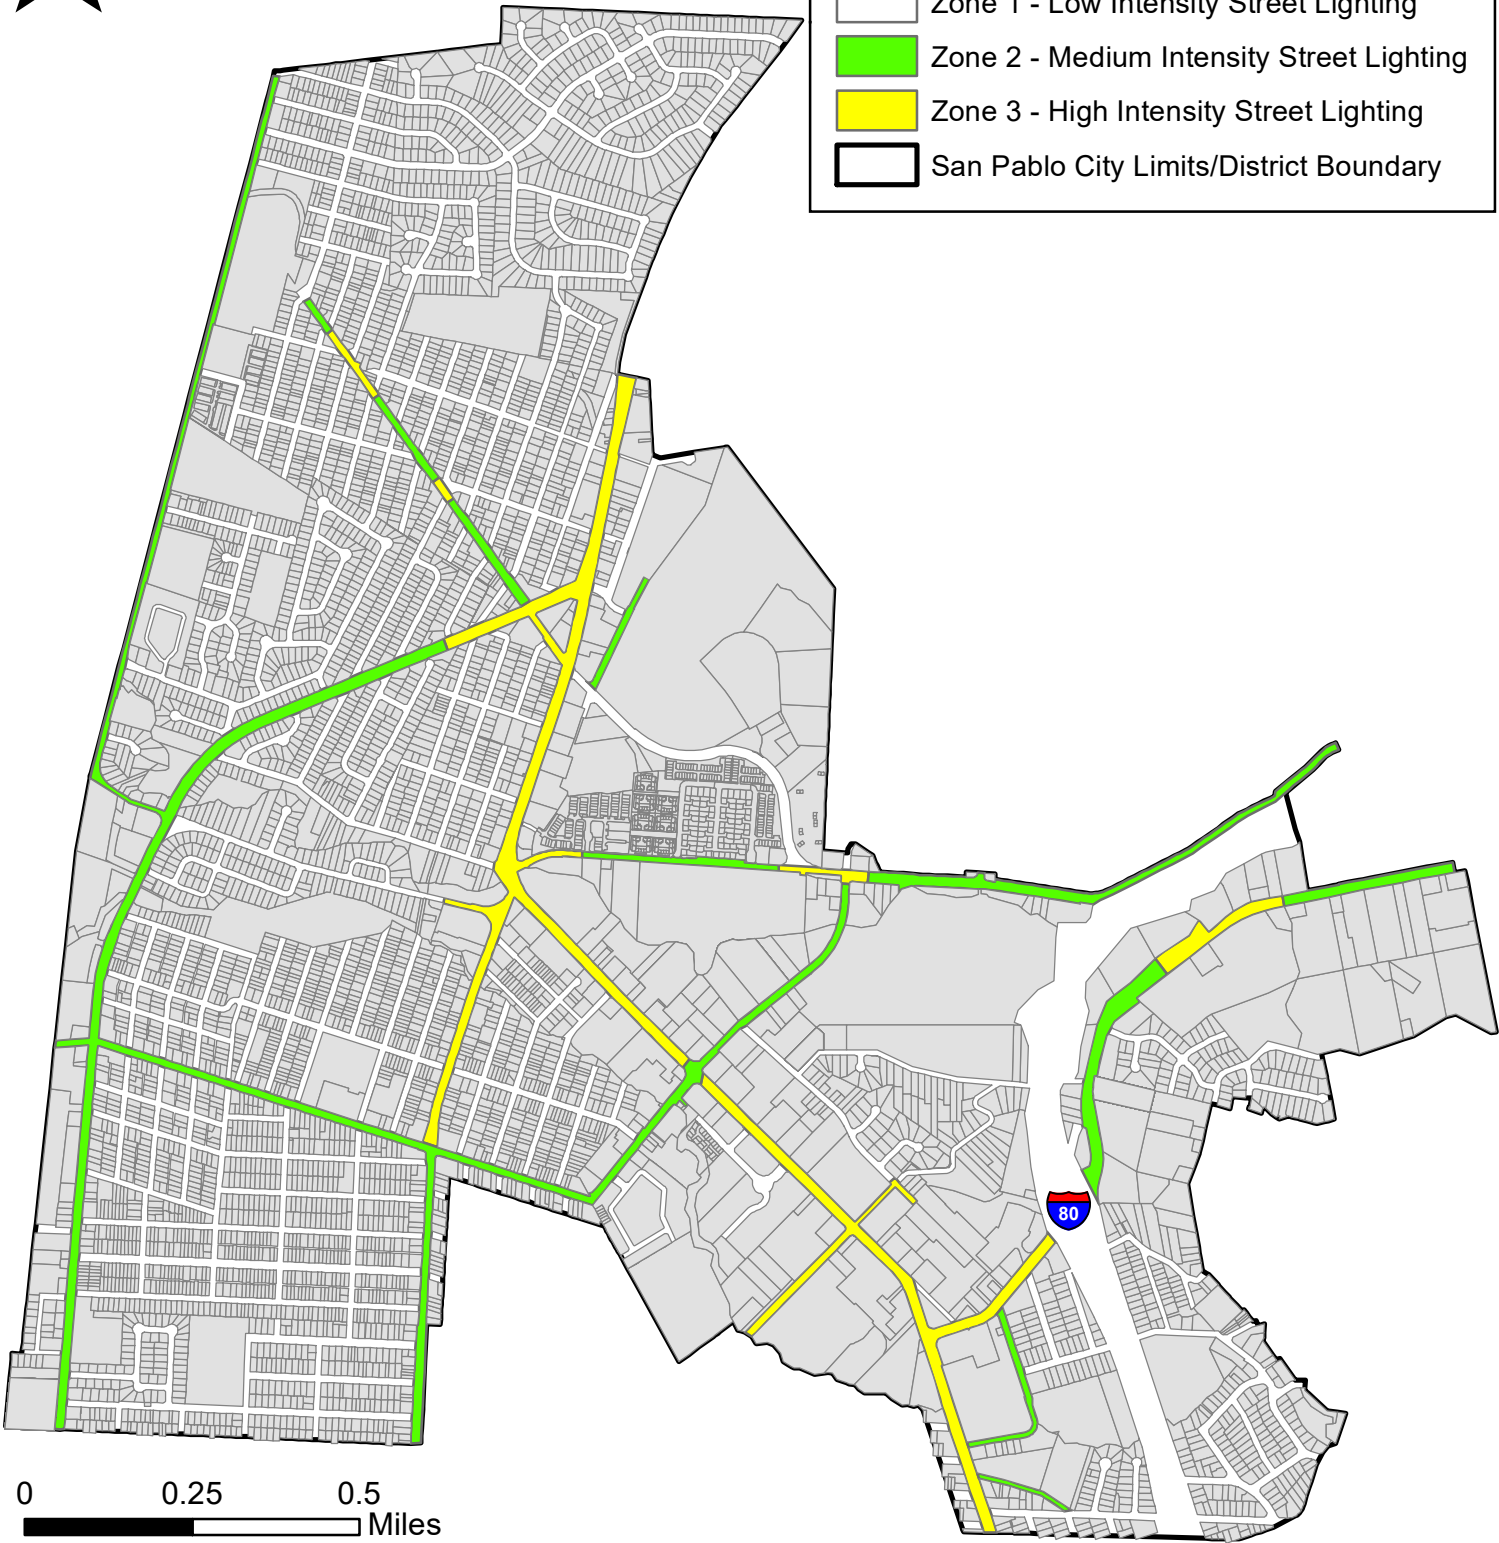 Zone 1 - Low Intensity Street Lighting
Zone 2 - Medium Intensity Street Lighting
Zone 3 - High Intensity Street Lighting
San Pablo City Limits/District Boundary
80
0 0.25 0.5
Miles